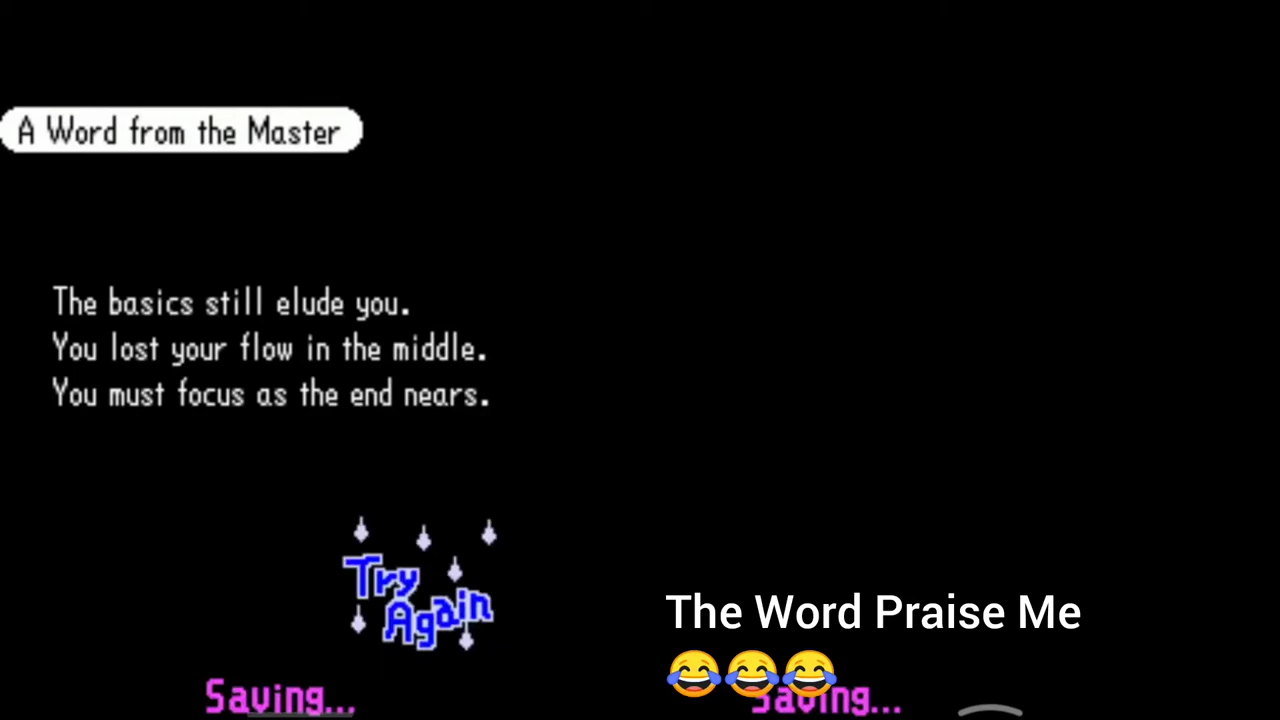 A Word from the Master
The basics still elude you.
You lost your flow in the middle.
You must focus as the end nears.
Try
Again
The Word Praise Me
😂😂😂
Saving...
Saving...